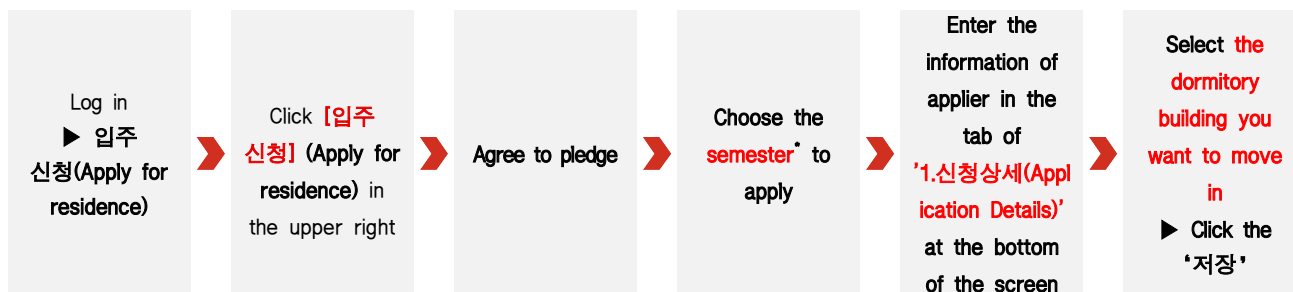 Log in
▶ 입주
신청(Apply for
residence)
Click [입주
신청] (Apply for
residence) in
the upper right
Agree to pledge
Choose the
semester* to
apply
Enter the
information of
applier in the
tab of
'1.신청상세(Appl
ication Details)'
at the bottom
of the screen
Select the
dormitory
building you
want to move
in
▶ Click the
‘저장’